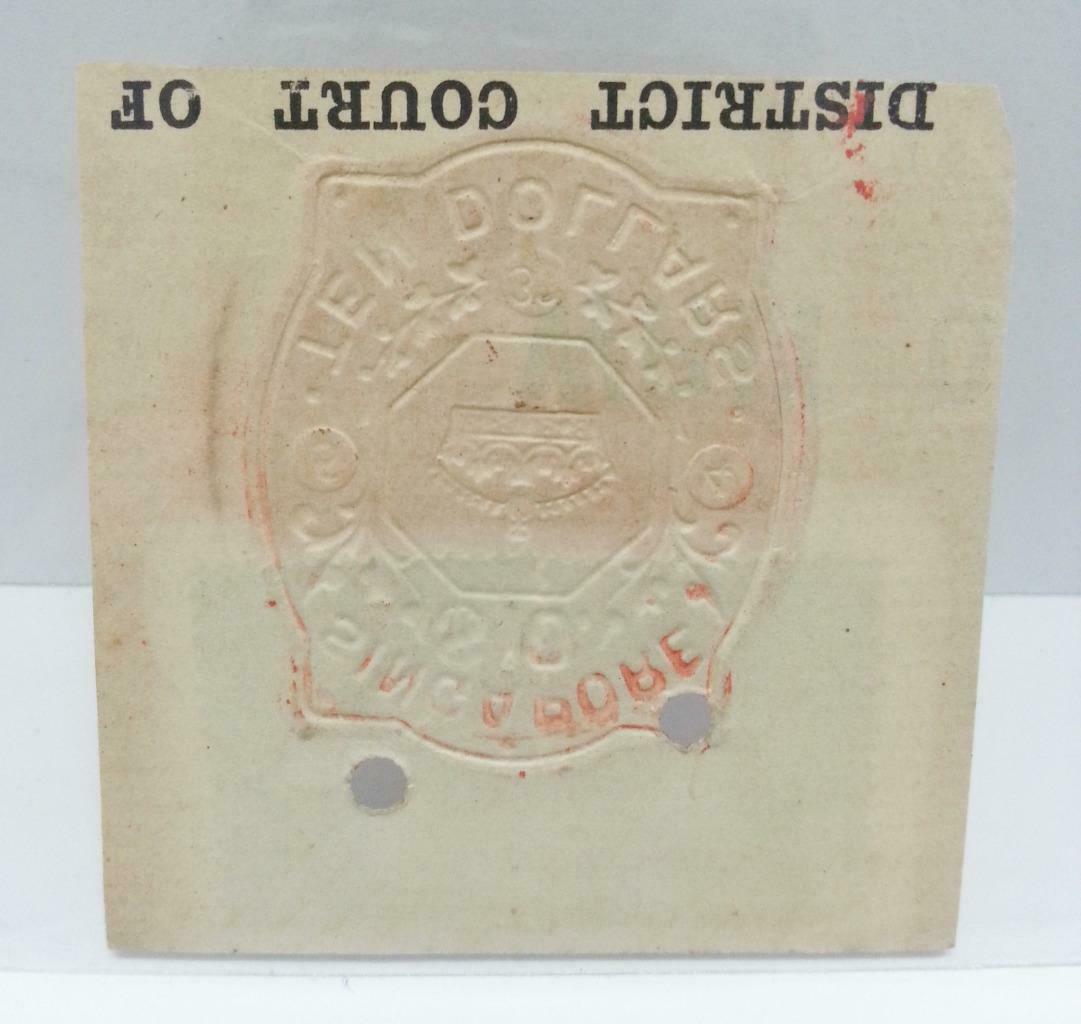 DISTRICT COURT OF
TEN DOLLARS
SINGAPORE